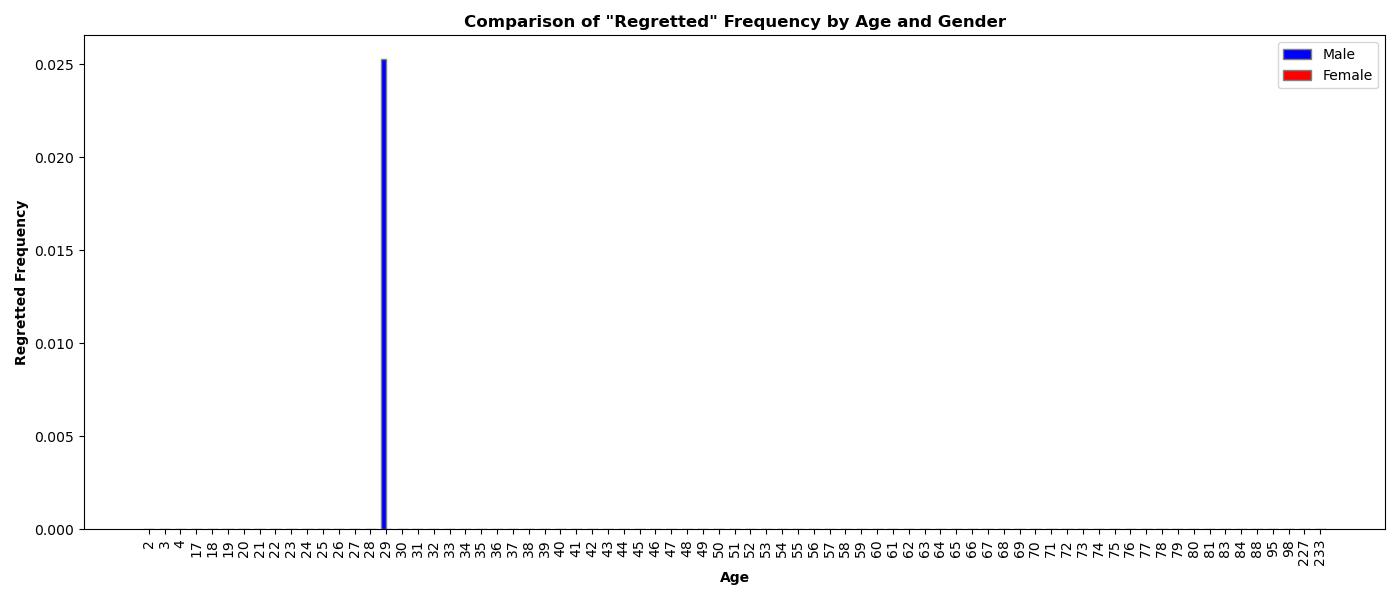 Comparison of "Regretted" Frequency by Age and Gender
Male
Female
0.025
0.020
0.015
0.010
0.005
0.000
Regretted Frequency
2 3 4 17 18 19 20 21 22 23 24 25 26 27 28 29 30 31 32 33 34 35 36 37 38 39 40 41 42 43 44 45 46 47 48 49 50 51 52 53 54 55 56 57 58 59 60 61 62 63 64 65 66 67 68 69 70 71 72 73 74 75 76 77 78 79 80 81 83 84 88 95 98 227 233
Age